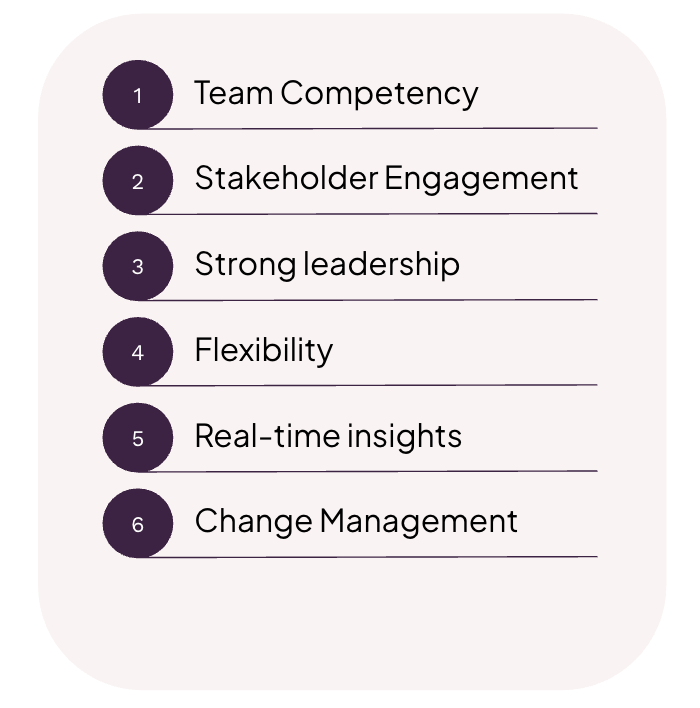 1 Team Competency
2 Stakeholder Engagement
3 Strong leadership
4 Flexibility
5 Real-time insights
6 Change Management